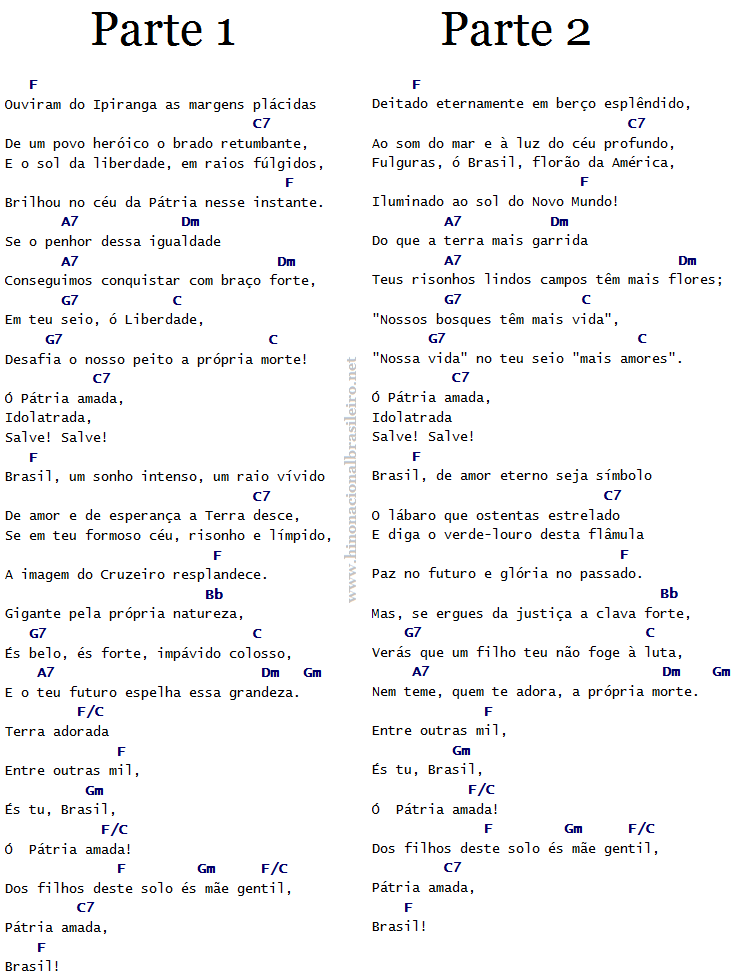 Parte 1
F
Ouviram do Ipiranga as margens plácidas
C7
De um povo heróico o brado retumbante,
E o sol da liberdade, em raios fúlgidos,
F
Brilhou no céu da Pátria nesse instante.
A7 Dm
Se o penhor dessa igualdade
A7 Dm
Conseguimos conquistar com braço forte,
G7 C
Em teu seio, ó Liberdade,
G7 C
Desafia o nosso peito a própria morte!
C7
Ó Pátria amada,
Idolatrada,
Salve! Salve!
F
Brasil, um sonho intenso, um raio vívido
C7
De amor e de esperança a Terra desce,
Se em teu formoso céu, risonho e límpido,
F
A imagem do Cruzeiro resplandece.
Bb
Gigante pela própria natureza,
G7 C
És belo, és forte, impávido colosso,
A7 Dm Gm
E o teu futuro espelha essa grandeza.
F/C
Terra adorada
F
Entre outras mil,
Gm
És tu, Brasil,
F/C
Ó  Pátria amada!
F Gm F/C
Dos filhos deste solo és mãe gentil,
C7
Pátria amada,
F
Brasil!
www.hinonacionalbrasileiro.net
Parte 2
F
Deitado eternamente em berço esplêndido,
C7
Ao som do mar e à luz do céu profundo,
Fulguras, ó Brasil, florão da América,
F
Iluminado ao sol do Novo Mundo!
A7 Dm
Do que a terra mais garrida
A7 Dm
Teus risonhos lindos campos têm mais flores;
G7 C
"Nossos bosques têm mais vida",
G7 C
"Nossa vida" no teu seio "mais amores".
C7
Ó Pátria amada,
Idolatrada
Salve! Salve!
F
Brasil, de amor eterno seja símbolo
C7
O lábaro que ostentas estrelado
E diga o verde-louro desta flâmula
F
Paz no futuro e glória no passado.
Bb
Mas, se ergues da justiça a clava forte,
G7 C
Verás que um filho teu não foge à luta,
A7 Dm Gm
Nem teme, quem te adora, a própria morte.
F
Entre outras mil,
Gm
És tu, Brasil,
F/C
Ó  Pátria amada!
F Gm F/C
Dos filhos deste solo és mãe gentil,
C7
Pátria amada,
F
Brasil!